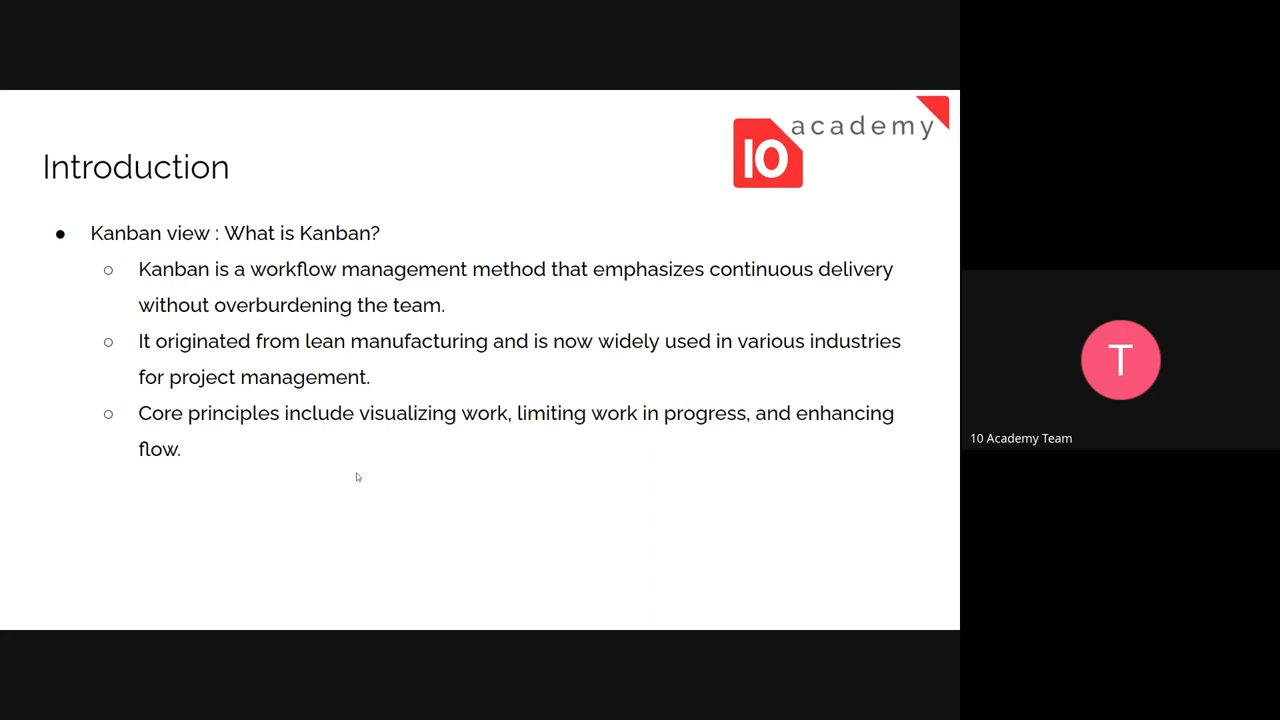 10 academy
Introduction
● Kanban view : What is Kanban?
○ Kanban is a workflow management method that emphasizes continuous delivery
without overburdening the team.
○ It originated from lean manufacturing and is now widely used in various industries
for project management.
○ Core principles include visualizing work, limiting work in progress, and enhancing
flow.
T
10 Academy Team